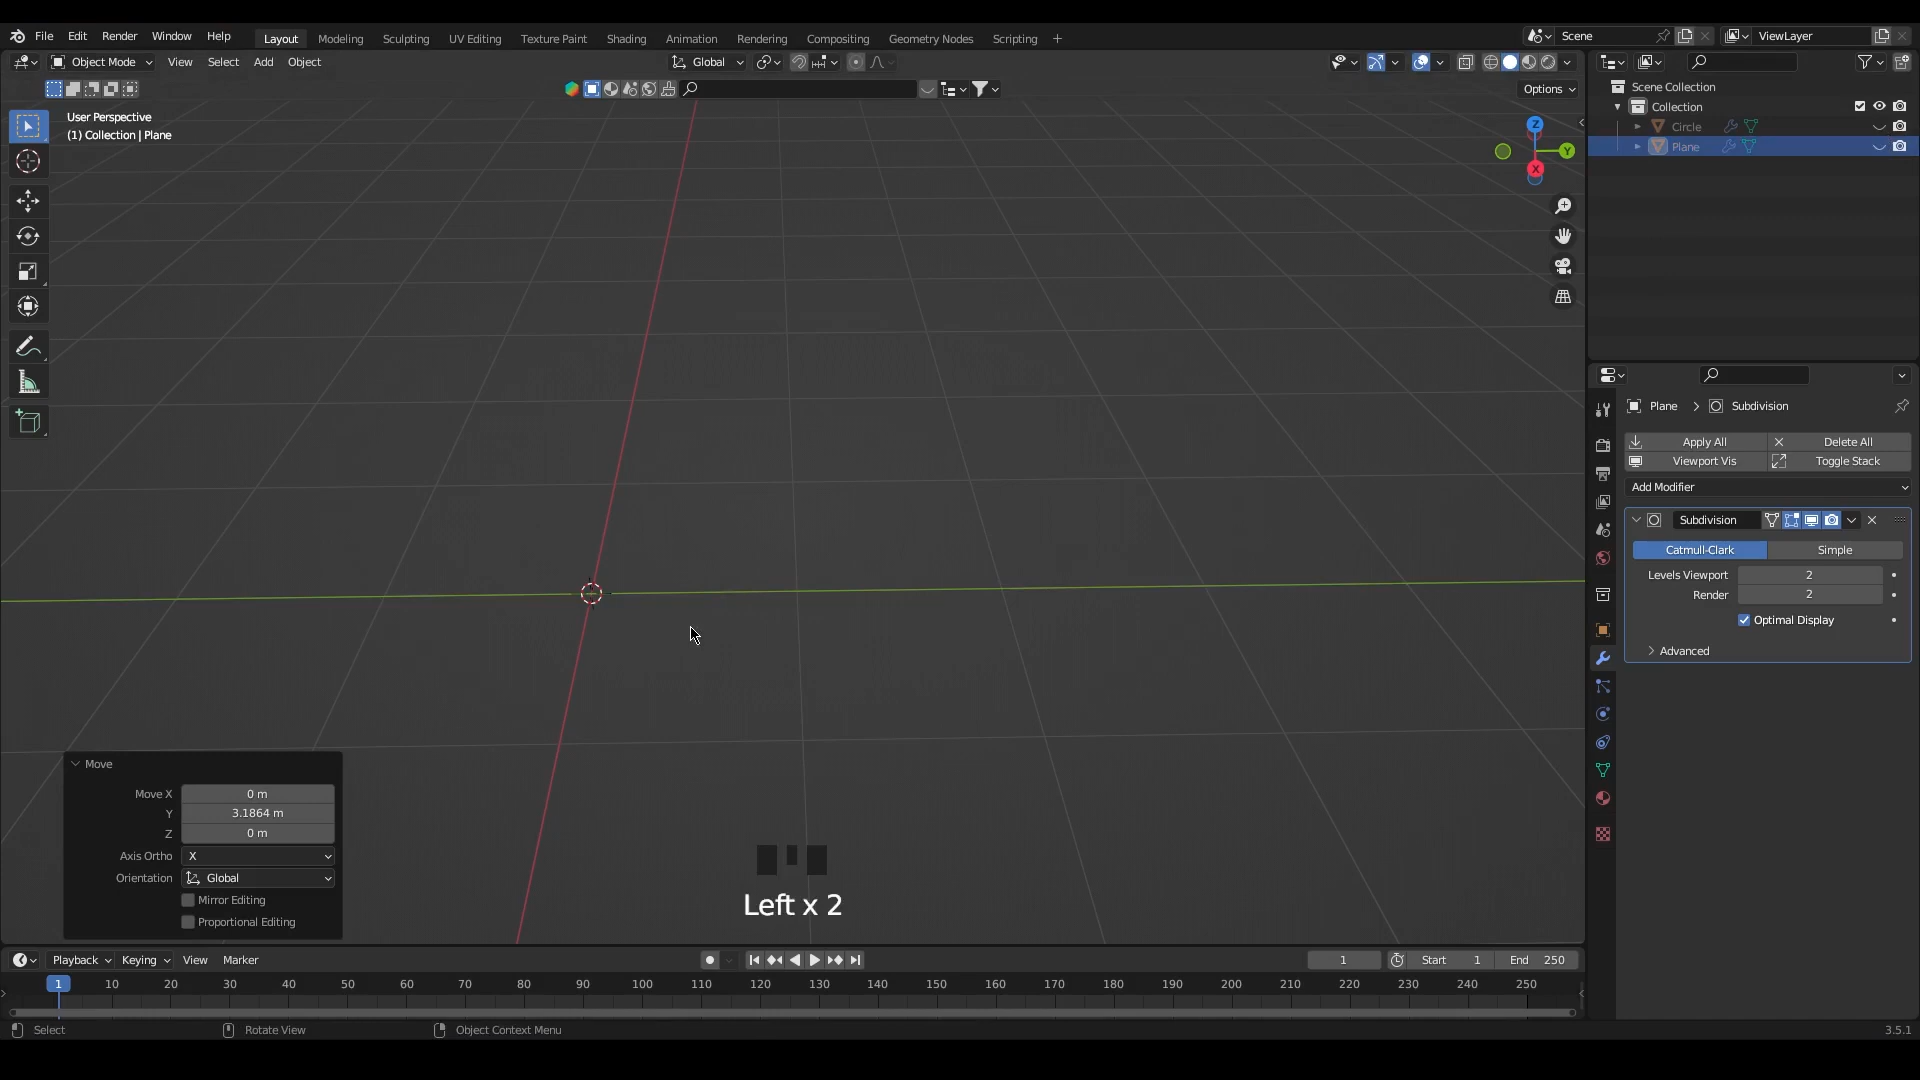 File Edit Render Window Help Layout Modeling Sculpting UV Editing Texture Paint Shading Animation Rendering Compositing Geometry Nodes Scripting + Scene ViewLayer
Object Mode View Select Add Object Global
Options
User Perspective
(1) Collection | Plane
Z
Y
X
Scene Collection
Collection
Circle
Plane
Plane > Subdivision
Apply All Delete All
Viewport Vis Toggle Stack
Add Modifier
Subdivision
Catmull-Clark Simple
Levels Viewport 2
Render 2
Optimal Display
Advanced
Move
Move X 0 m
Y 3.1864 m
Z 0 m
Axis Ortho X
Orientation Global
Mirror Editing
Proportional Editing
Left x 2
Playback Keying View Marker 1 Start 1 End 250
1 10 20 30 40 50 60 70 80 90 100 110 120 130 140 150 160 170 180 190 200 210 220 230 240 250
Select Rotate View Object Context Menu 3.5.1